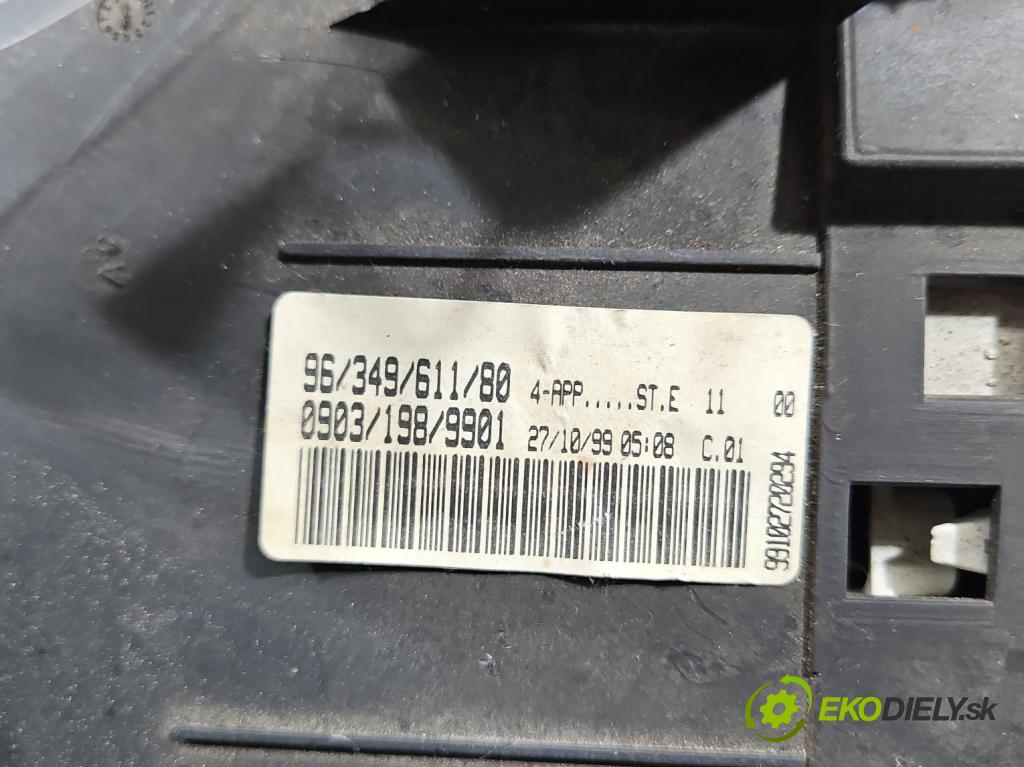 96/349/611/80 4-APP.....ST.E 11 00
0903/198/9901 27/10/99 05:08 C.01
99102720294
EKODIELY.sk